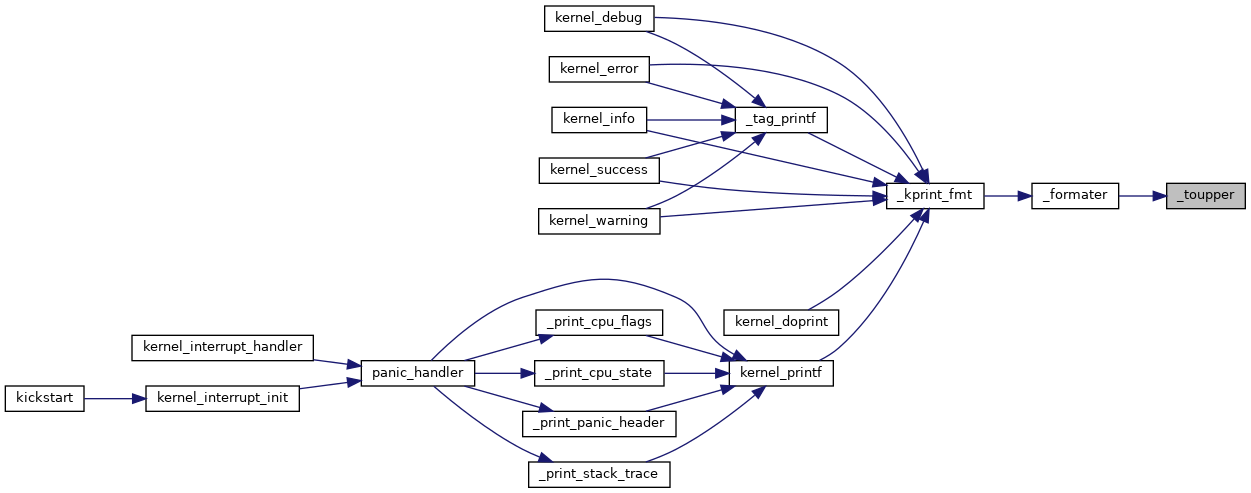 kernel_debug
kernel_error
kernel_info
_tag_printf
kernel_success
_kprint_fmt
_formater
_toupper
kernel_warning
kernel_doprint
_print_cpu_flags
kernel_interrupt_handler
panic_handler
_print_cpu_state
kernel_printf
kickstart
kernel_interrupt_init
_print_panic_header
_print_stack_trace